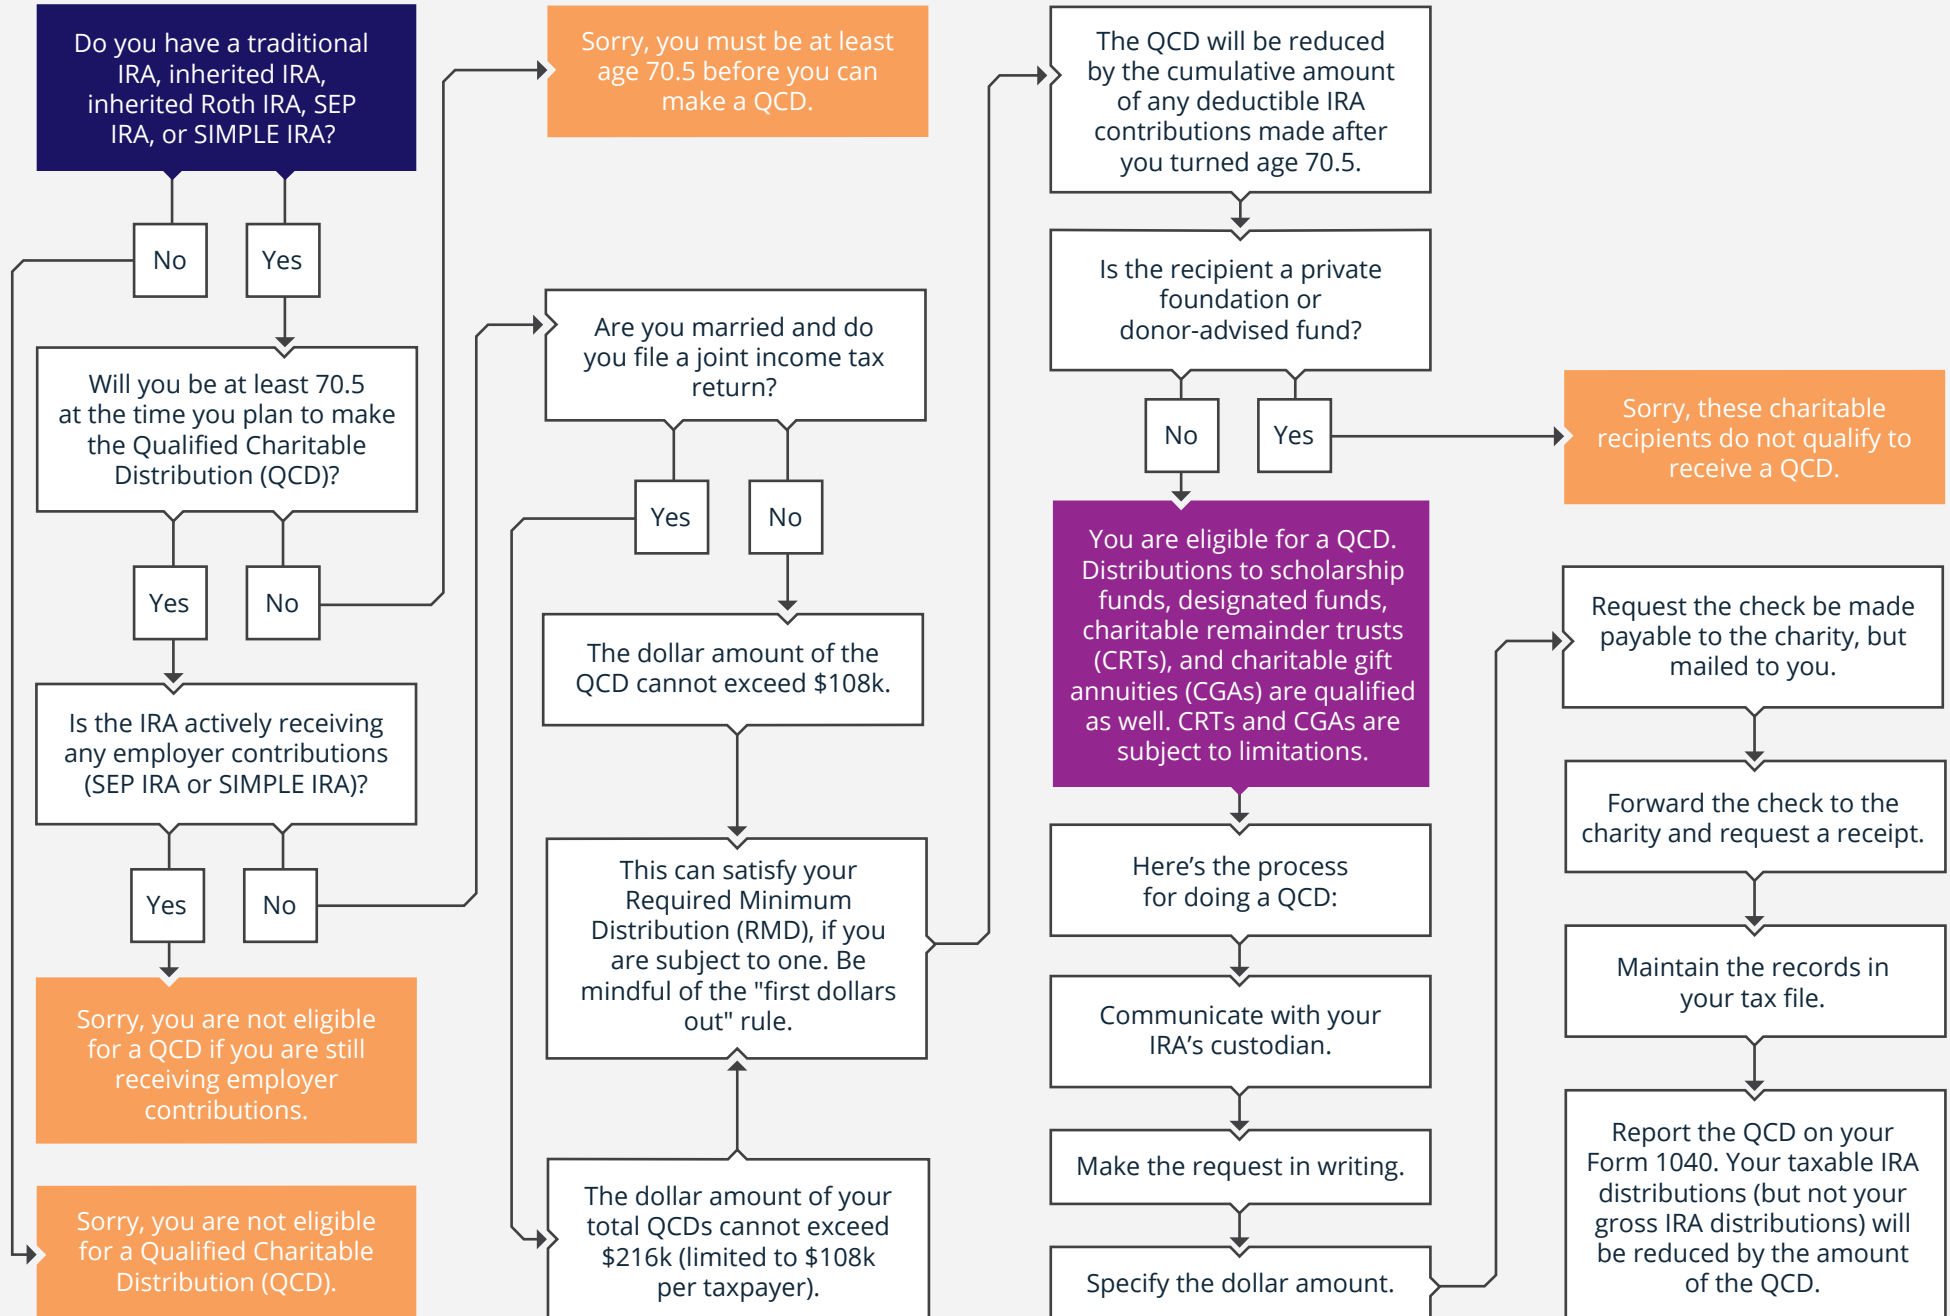 Do you have a traditional
IRA, inherited IRA,
inherited Roth IRA, SEP
IRA, or SIMPLE IRA?
No
Yes
Will you be at least 70.5
at the time you plan to make
the Qualified Charitable
Distribution (QCD)?
Yes
No
Is the IRA actively receiving
any employer contributions
(SEP IRA or SIMPLE IRA)?
Yes
No
Sorry, you are not eligible
for a QCD if you are still
receiving employer
contributions.
Sorry, you are not eligible
for a Qualified Charitable
Distribution (QCD).
Sorry, you must be at least
age 70.5 before you can
make a QCD.
Are you married and do
you file a joint income tax
return?
Yes
No
The dollar amount of the
QCD cannot exceed $108k.
This can satisfy your
Required Minimum
Distribution (RMD), if you
are subject to one. Be
mindful of the "first dollars
out" rule.
The dollar amount of your
total QCDs cannot exceed
$216k (limited to $108k
per taxpayer).
The QCD will be reduced
by the cumulative amount
of any deductible IRA
contributions made after
you turned age 70.5.
Is the recipient a private
foundation or
donor-advised fund?
No
Yes
Sorry, these charitable
recipients do not qualify to
receive a QCD.
You are eligible for a QCD.
Distributions to scholarship
funds, designated funds,
charitable remainder trusts
(CRTs), and charitable gift
annuities (CGAs) are qualified
as well. CRTs and CGAs are
subject to limitations.
Here’s the process
for doing a QCD:
Communicate with your
IRA’s custodian.
Make the request in writing.
Specify the dollar amount.
Request the check be made
payable to the charity, but
mailed to you.
Forward the check to the
charity and request a receipt.
Maintain the records in
your tax file.
Report the QCD on your
Form 1040. Your taxable IRA
distributions (but not your
gross IRA distributions) will
be reduced by the amount
of the QCD.